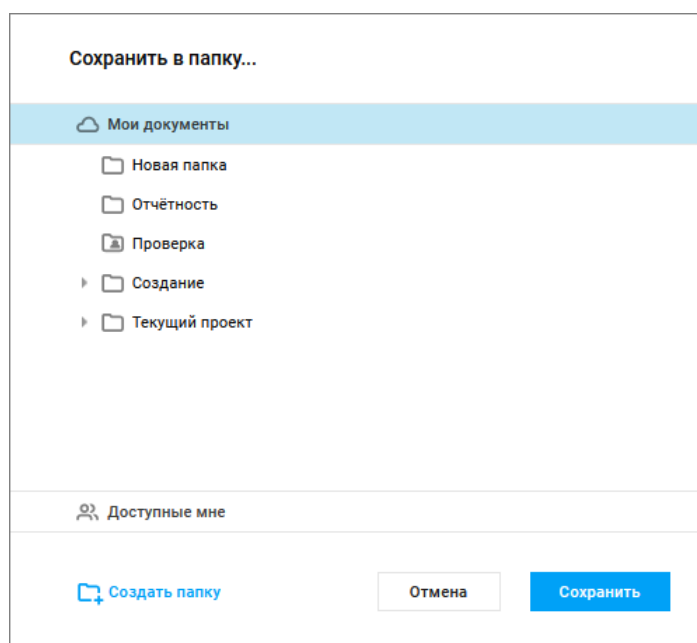 Сохранить в папку...
Мои документы
Новая папка
Отчётность
Проверка
Создание
Текущий проект
Доступные мне
Создать папку
Отмена
Сохранить